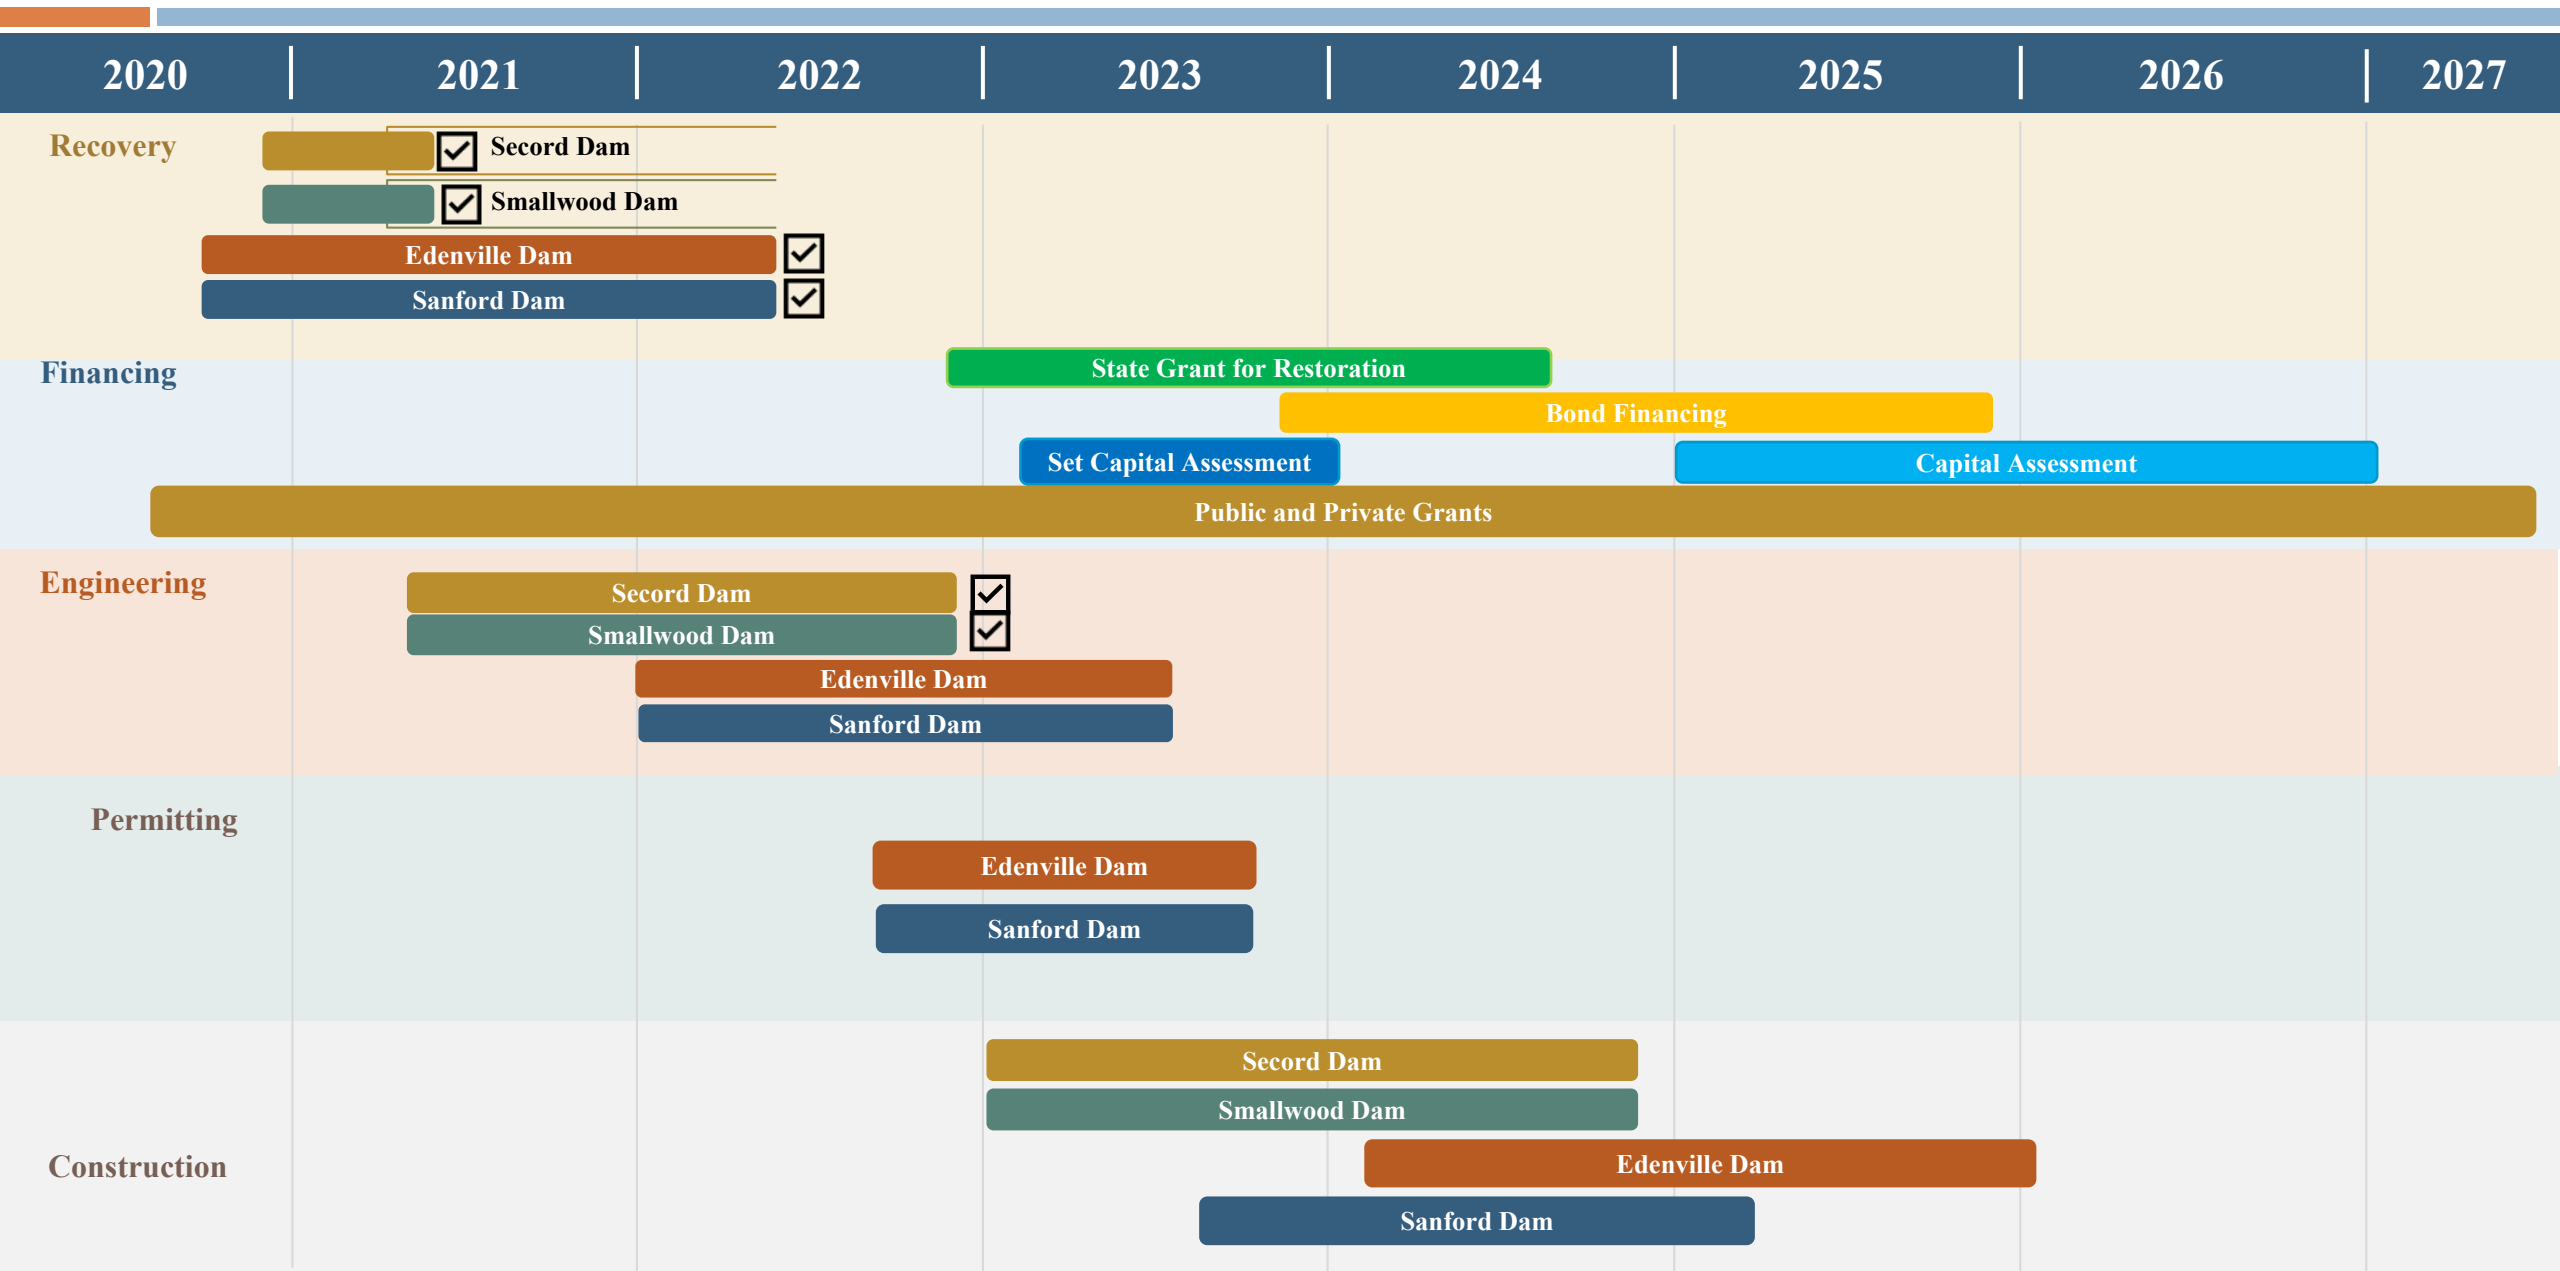 2020 2021 2022 2023 2024 2025 2026 2027
Recovery
Secord Dam
Smallwood Dam
Edenville Dam
Sanford Dam
Financing
State Grant for Restoration
Bond Financing
Set Capital Assessment
Capital Assessment
Public and Private Grants
Engineering
Secord Dam
Smallwood Dam
Edenville Dam
Sanford Dam
Permitting
Edenville Dam
Sanford Dam
Construction
Secord Dam
Smallwood Dam
Edenville Dam
Sanford Dam